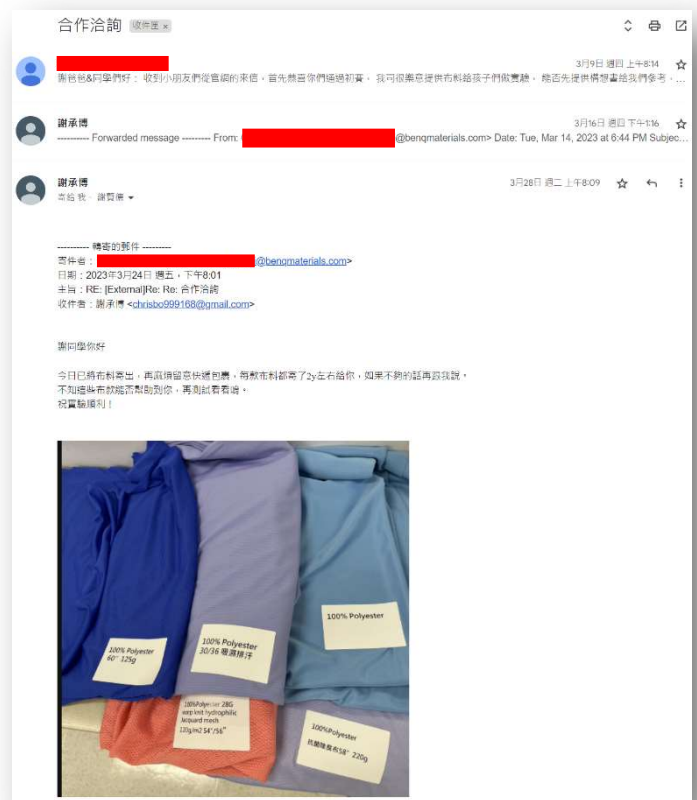 合作洽詢 收件匣 ×
3月9日 週四 上午8:14
謝爸爸&同學們好： 收到小朋友們從官網的來信，首先恭喜你們通過初賽， 我司很樂意提供布料給孩子們做實驗， 能否先提供構想書給我們參考，...
謝承博
3月16日 週四 下午1:16
---------- Forwarded message --------- From: @benqmaterials.com> Date: Tue, Mar 14, 2023 at 6:44 PM Subjec...
謝承博
3月28日 週二 上午8:09
寄給 我、謝賢儒
---------- 轉寄的郵件 ---------
寄件者： @benqmaterials.com>
日期：2023年3月24日 週五，下午8:01
主旨：RE: [External]Re: Re: 合作洽詢
收件者：謝承博 <chrisbo999168@gmail.com>
謝同學你好
今日已將布料寄出，再麻煩留意快遞包裹，每款布料都寄了2y左右給你，如果不夠的話再跟我說。
不知這些布款能否幫助到你，再測試看看唷。
祝實驗順利！
100% Polyester
60" 125g
100% Polyester
30/36 吸濕排汗
100% Polyester
100%Polyester 28G
warp knit hydrophilic
Jacquard mesh
120g/m2 54"/56"
100%Polyester
抗菌除臭布58" 220g